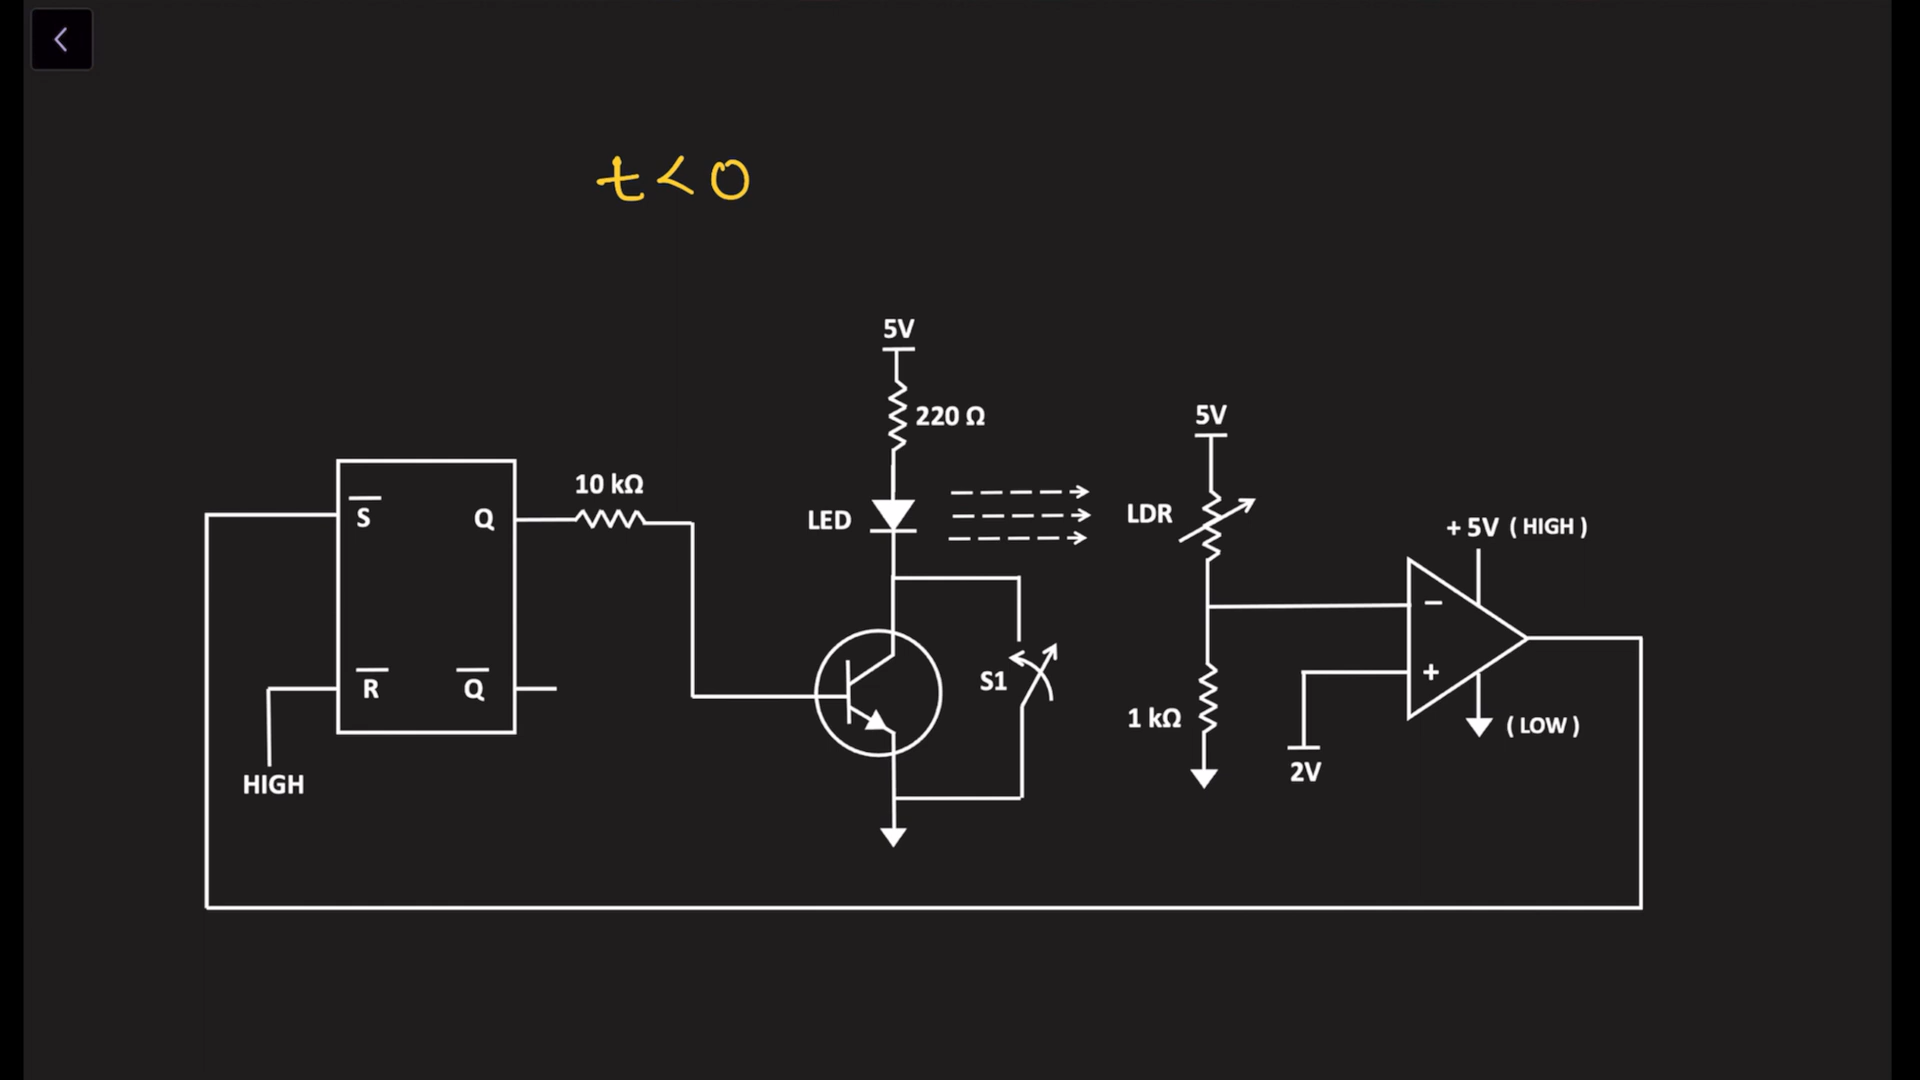 t < 0
5V
220 Ω
5V
10 kΩ
S̅
Q
LED
LDR
+ 5V ( HIGH )
−
R̅
Q̅
S1
+
1 kΩ
( LOW )
HIGH
2V